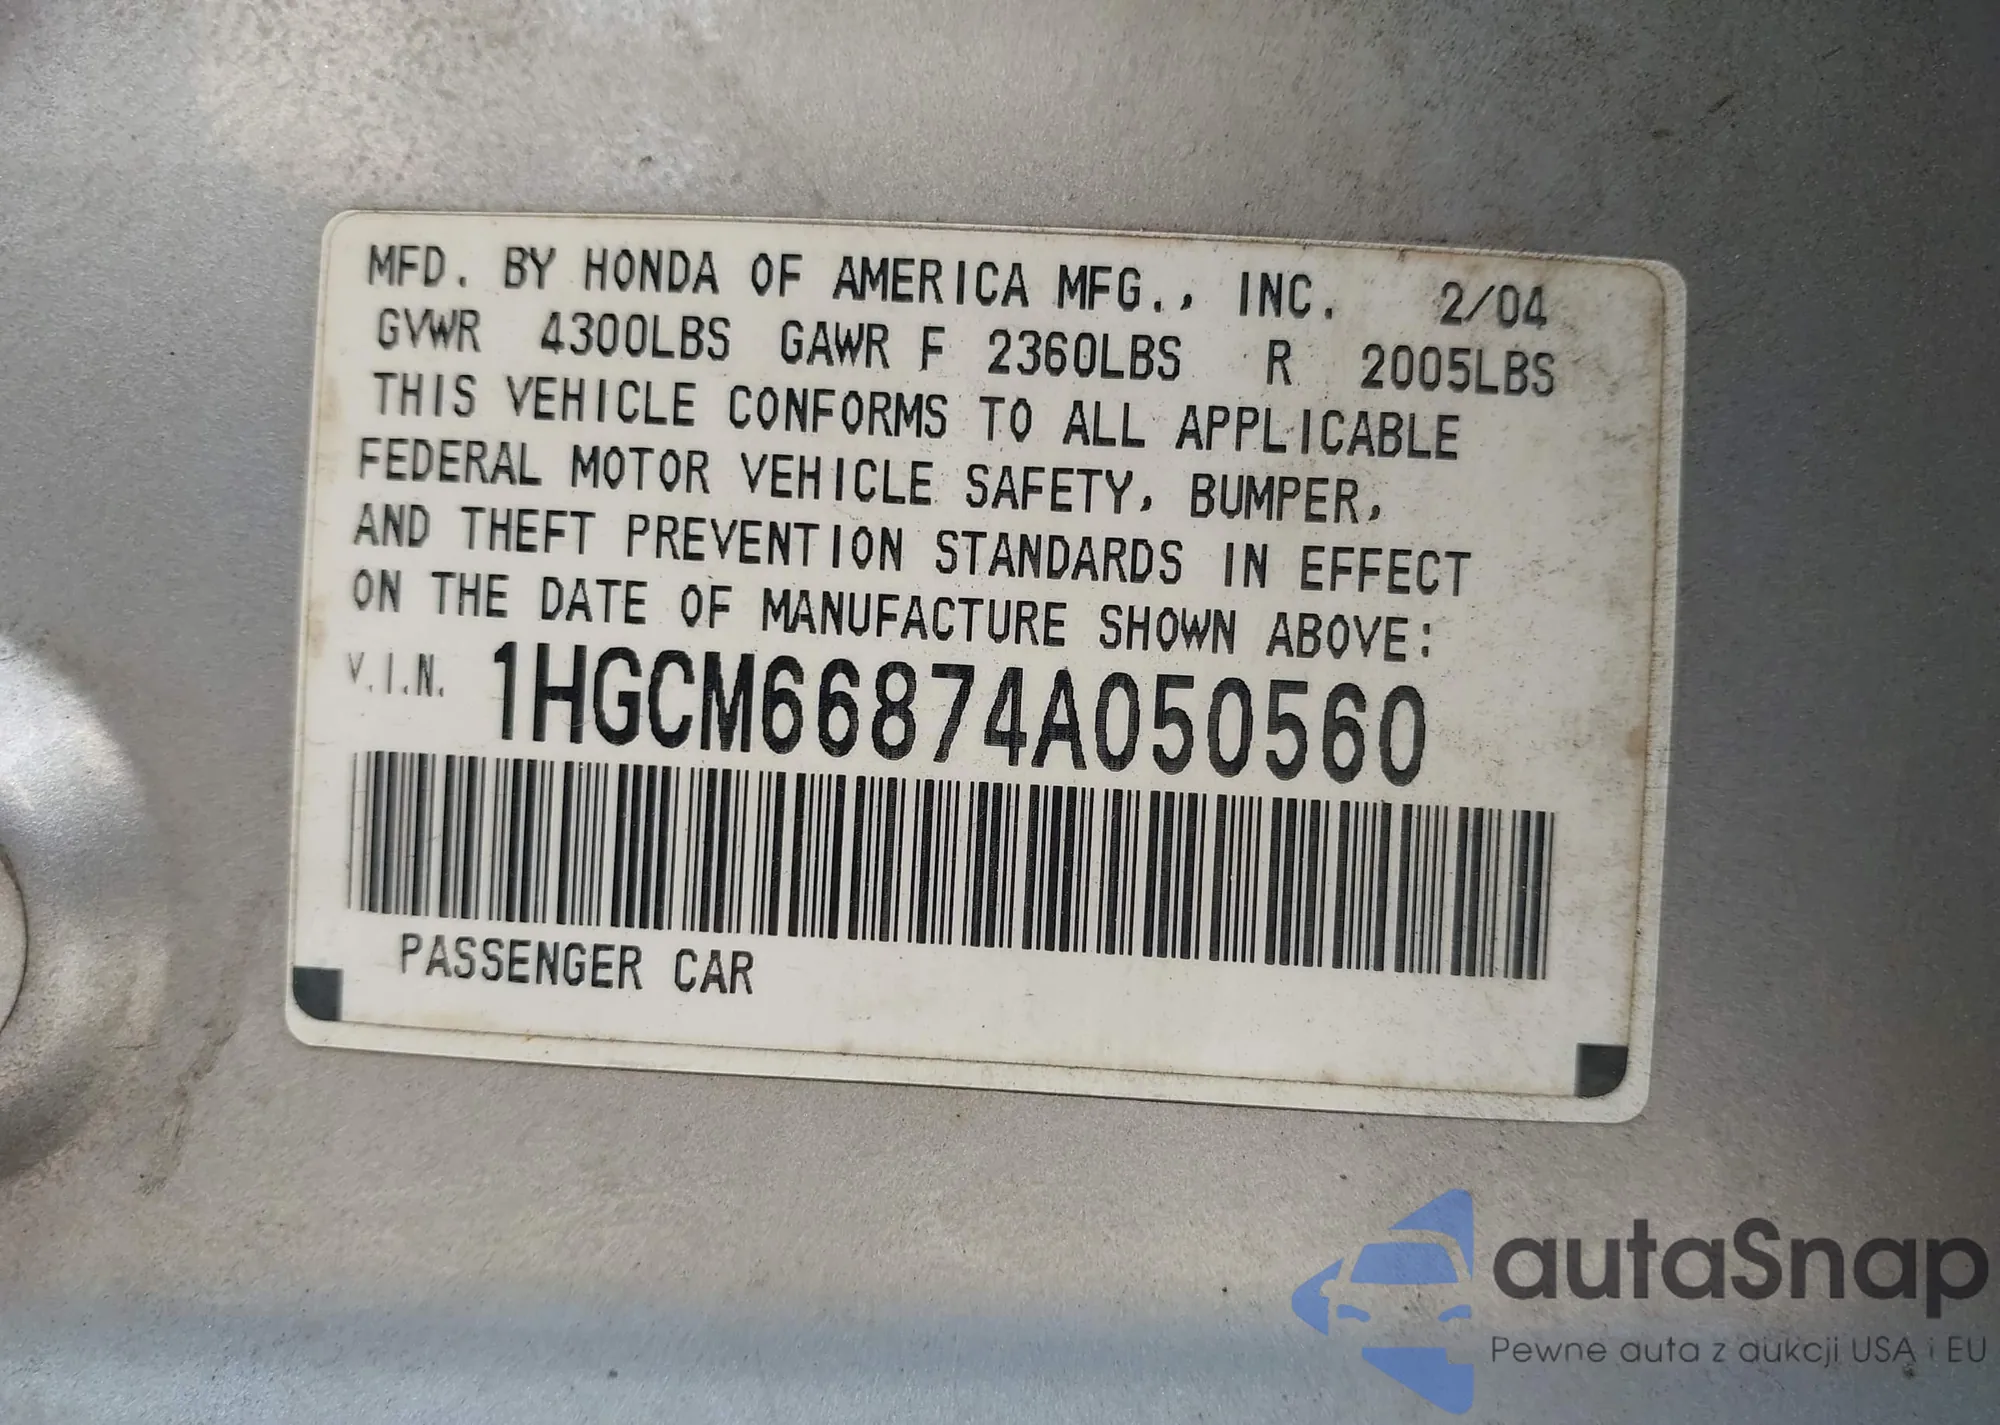 MFD. BY HONDA OF AMERICA MFG., INC. 2/04
GVWR 4300LBS GAWR F 2360LBS R 2005LBS
THIS VEHICLE CONFORMS TO ALL APPLICABLE
FEDERAL MOTOR VEHICLE SAFETY, BUMPER,
AND THEFT PREVENTION STANDARDS IN EFFECT
ON THE DATE OF MANUFACTURE SHOWN ABOVE:
V.I.N. 1HGCM66874A050560
PASSENGER CAR
autaSnap
Pewne auta z aukcji USA i EU